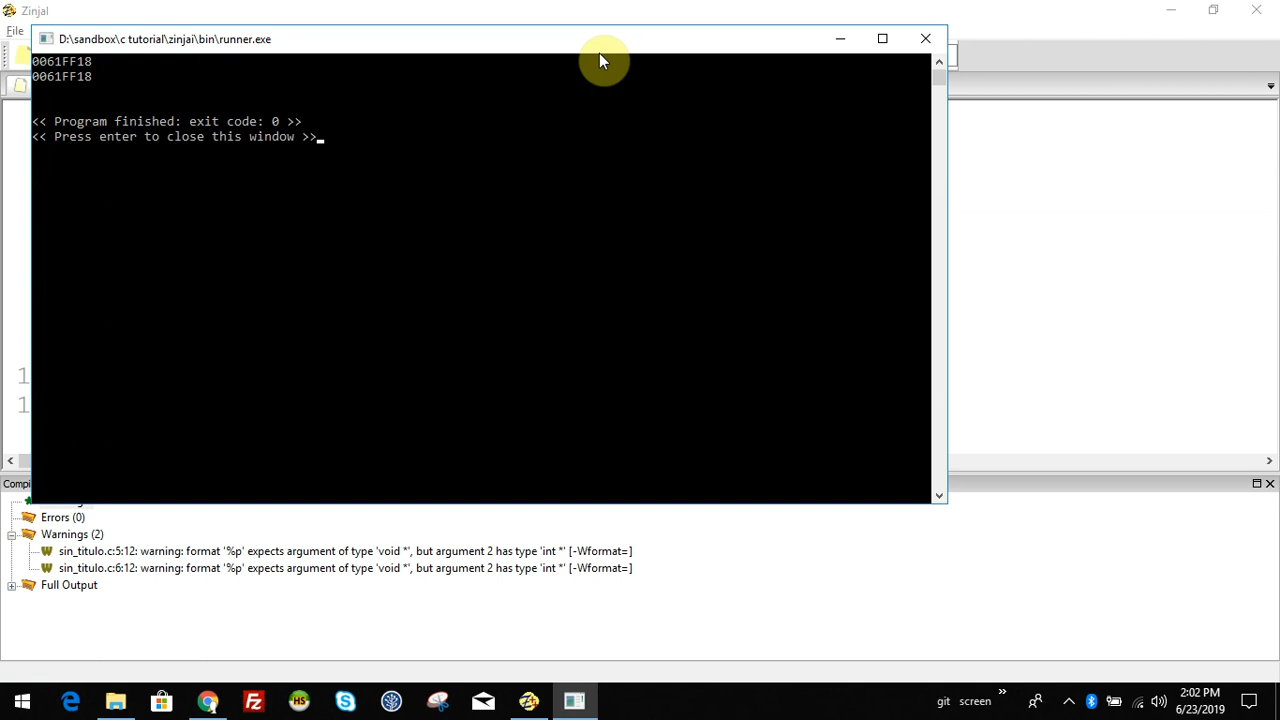 ZinjaI
File
D:\sandbox\c tutorial\zinjai\bin\runner.exe
0061FF18
0061FF18
<< Program finished: exit code: 0 >>
<< Press enter to close this window >>
1
1
Errors (0)
Warnings (2)
W sin_titulo.c:5:12: warning: format '%p' expects argument of type 'void *', but argument 2 has type 'int *' [-Wformat=]
W sin_titulo.c:6:12: warning: format '%p' expects argument of type 'void *', but argument 2 has type 'int *' [-Wformat=]
Full Output
git screen
2:02 PM
6/23/2019